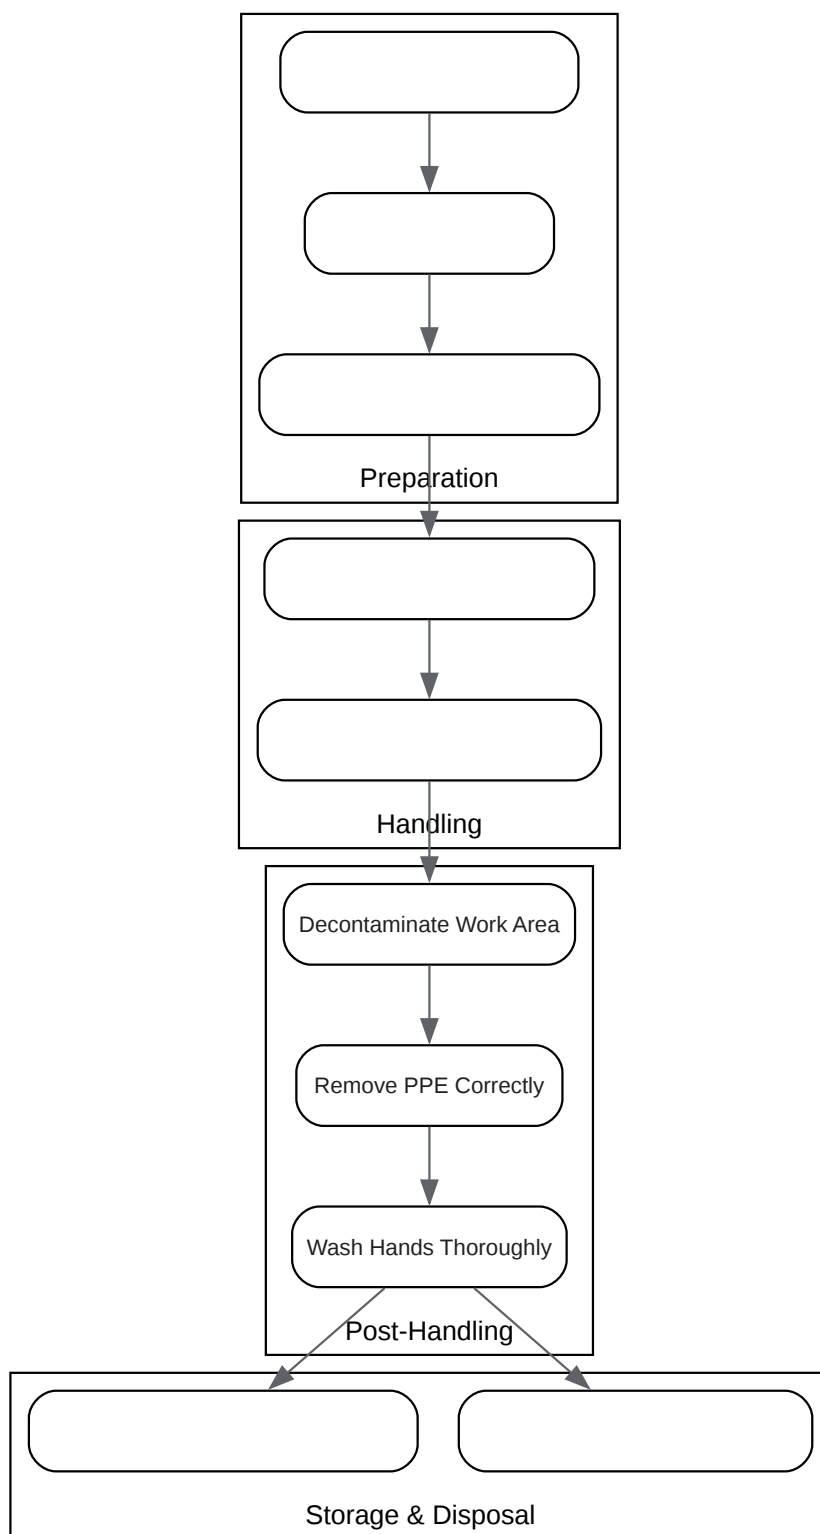 Preparation
Handling
Decontaminate Work Area
Remove PPE Correctly
Wash Hands Thoroughly
Post-Handling
Storage & Disposal